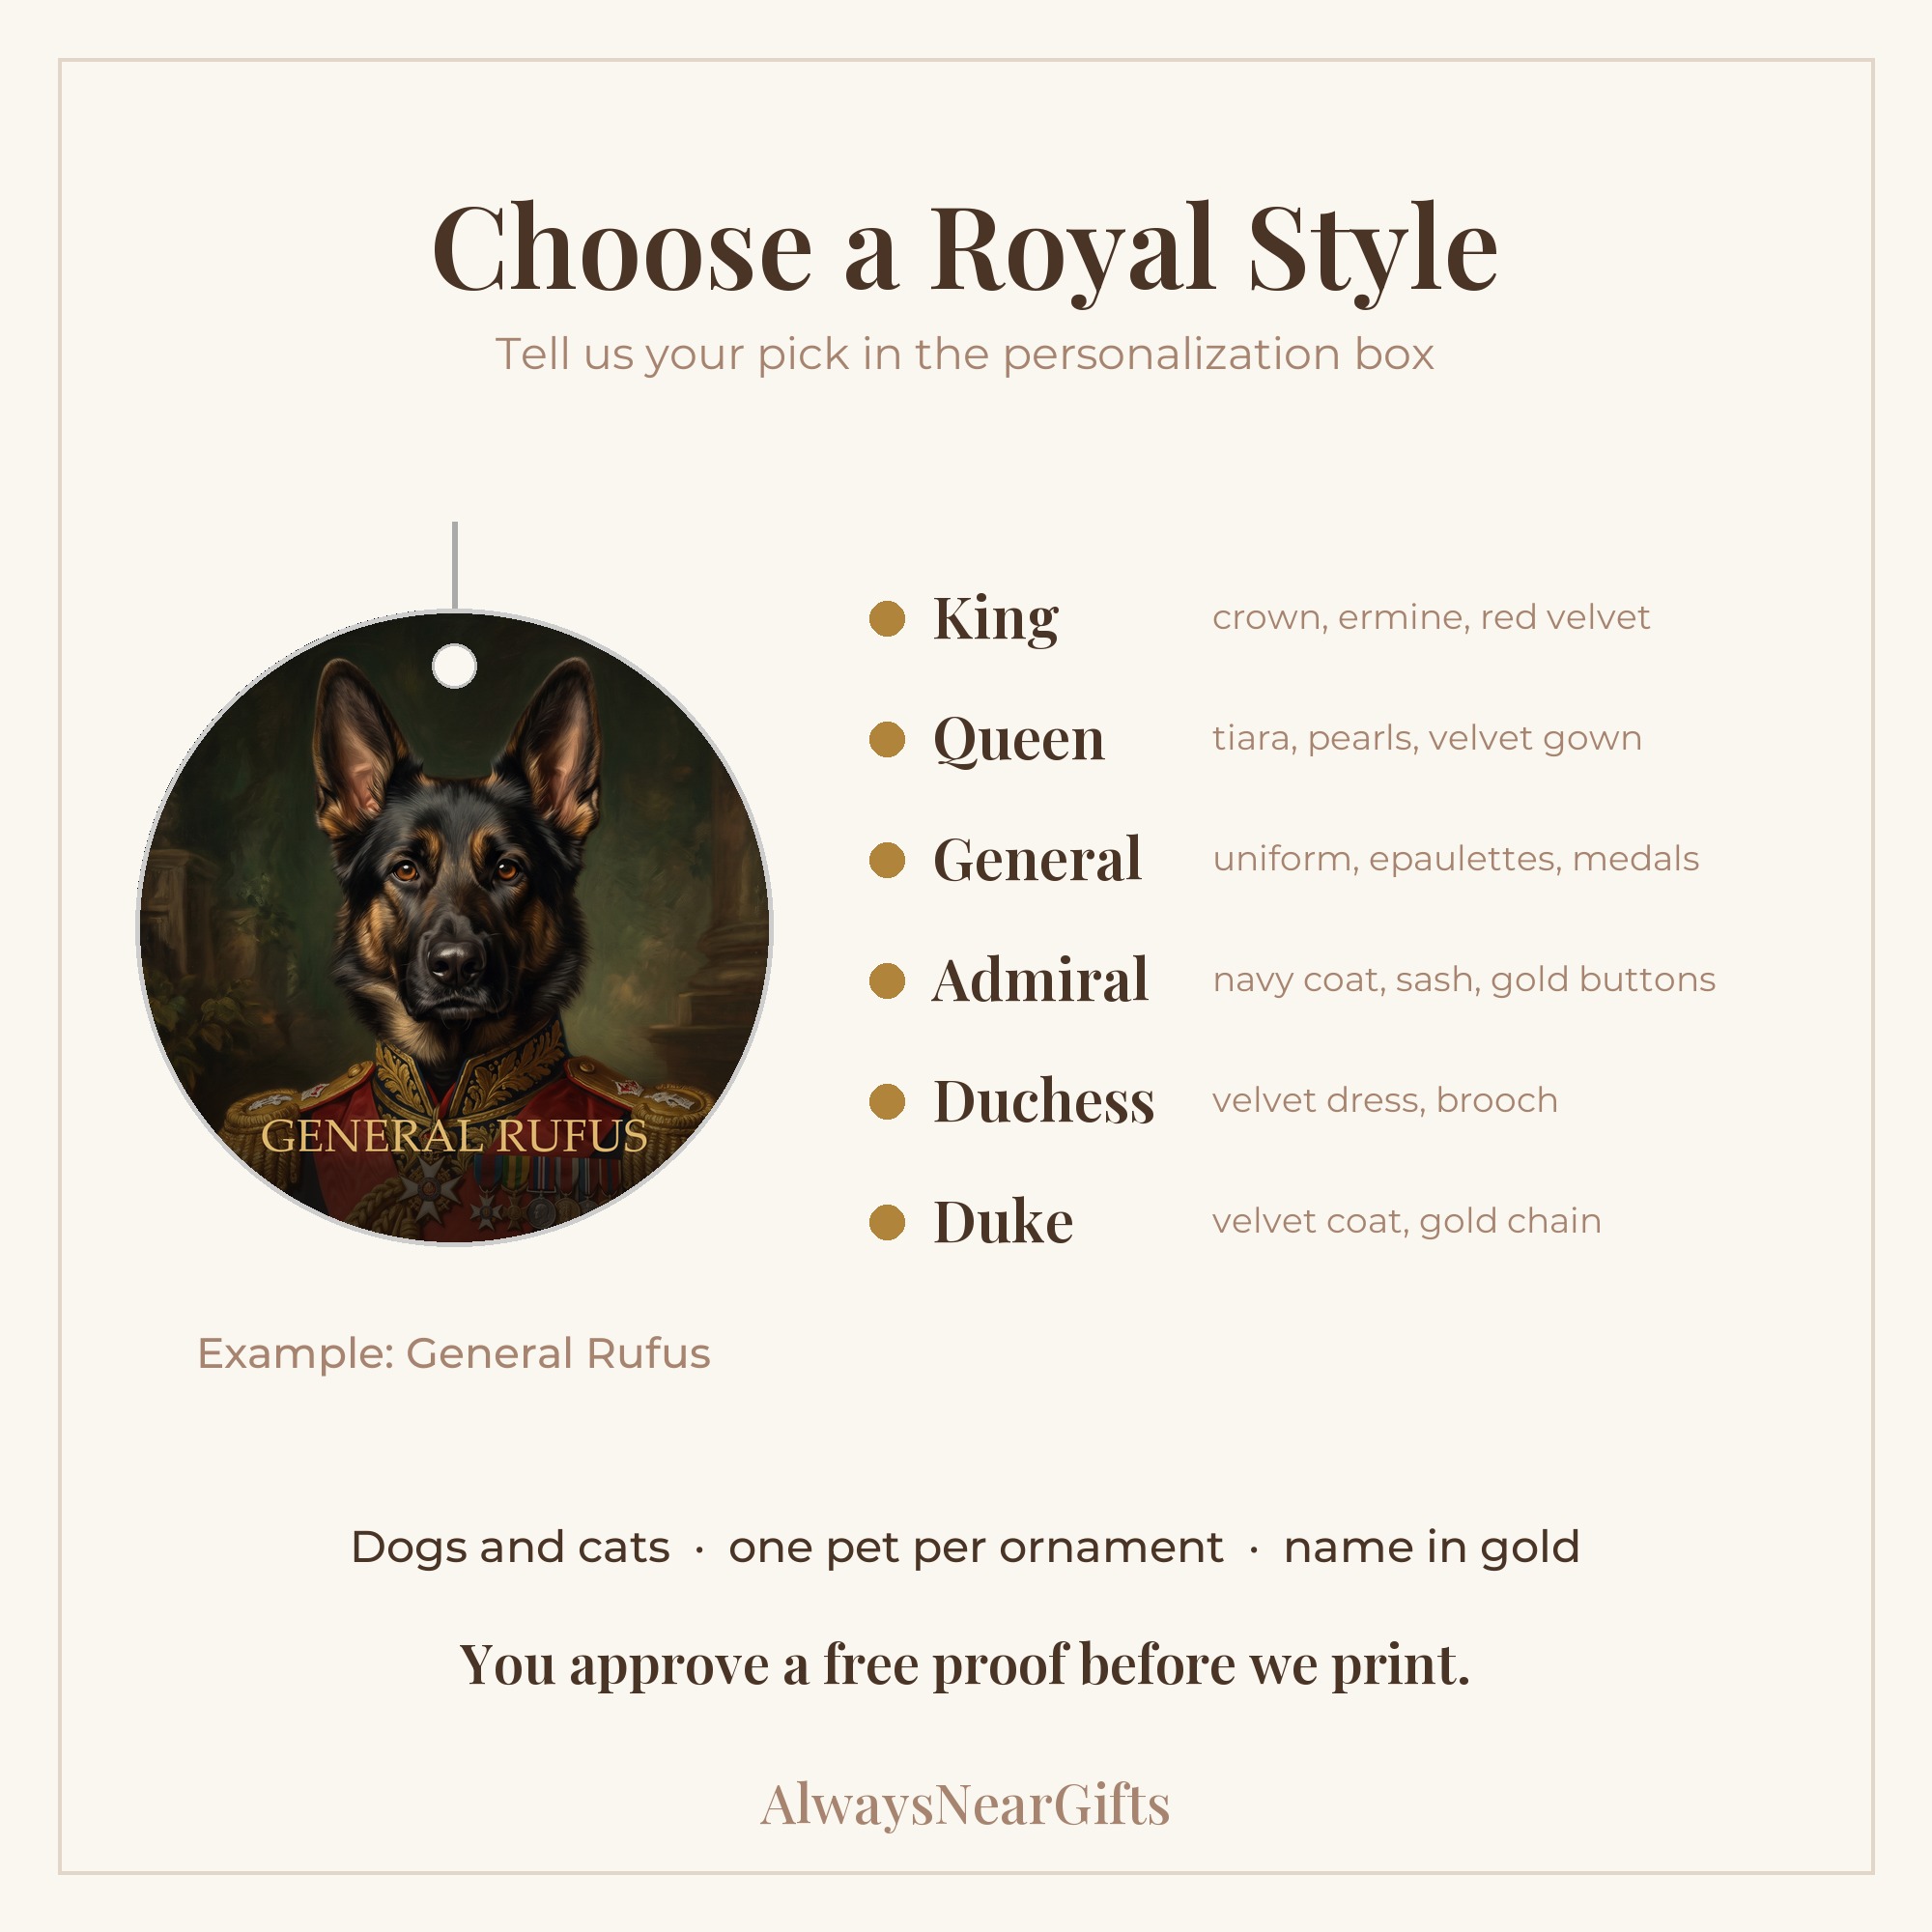 Choose a Royal Style
Tell us your pick in the personalization box
GENERAL RUFUS
Example: General Rufus
King crown, ermine, red velvet
Queen tiara, pearls, velvet gown
General uniform, epaulettes, medals
Admiral navy coat, sash, gold buttons
Duchess velvet dress, brooch
Duke velvet coat, gold chain
Dogs and cats · one pet per ornament · name in gold
You approve a free proof before we print.
AlwaysNearGifts